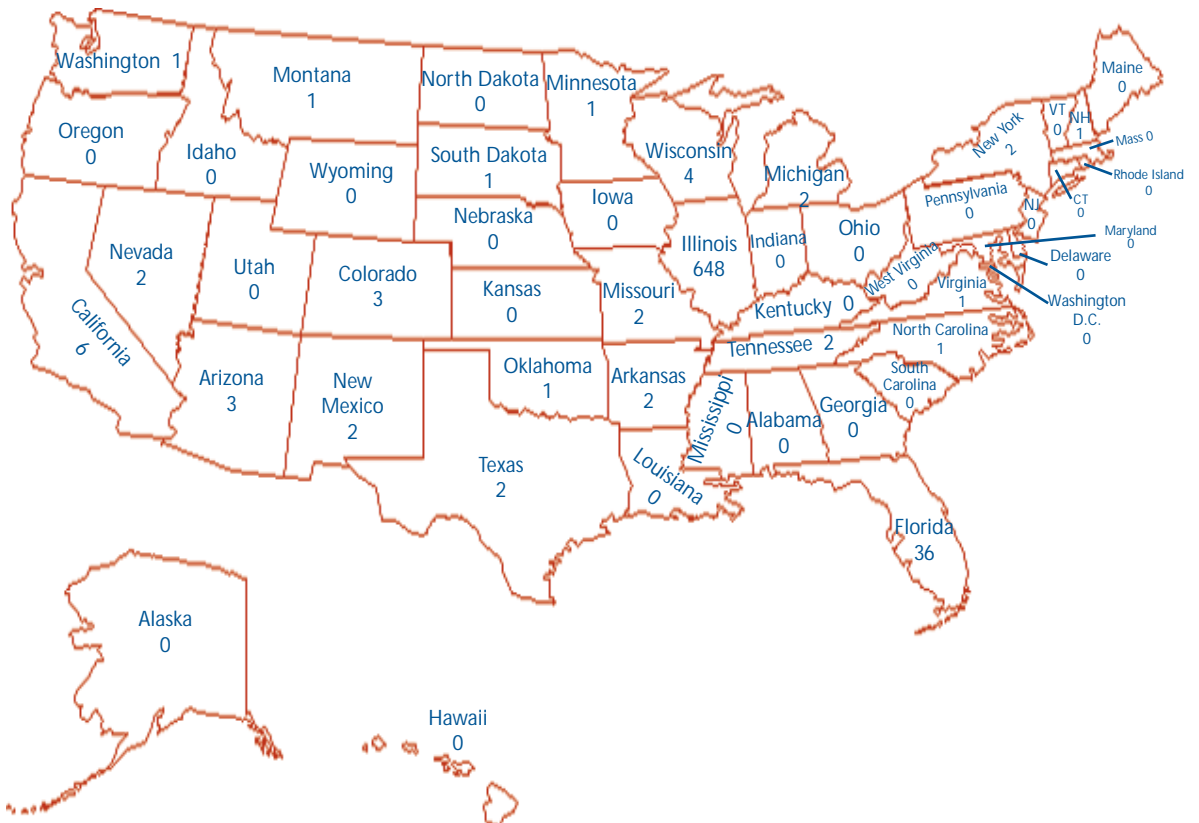 Washington 1
Montana
1
North Dakota
0
Minnesota
1
Maine
0
Oregon
0
Idaho
0
Wyoming
0
South Dakota
1
Wisconsin
4
Michigan
2
New York
2
VT
0
NH
1
Mass 0
Rhode Island
0
CT
0
Nevada
2
Utah
0
Colorado
3
Nebraska
0
Iowa
0
Illinois
648
Indiana
0
Ohio
0
Pennsylvania
0
NJ
0
Maryland
0
Delaware
0
Washington
D.C.
0
West Virginia
0
Virginia
1
California
6
Kansas
0
Missouri
2
Kentucky 0
North Carolina
1
Tennessee 2
South
Carolina
0
Arizona
3
New
Mexico
2
Oklahoma
1
Arkansas
2
Mississippi
0
Alabama
0
Georgia
0
Texas
2
Louisiana
0
Florida
36
Alaska
0
Hawaii
0